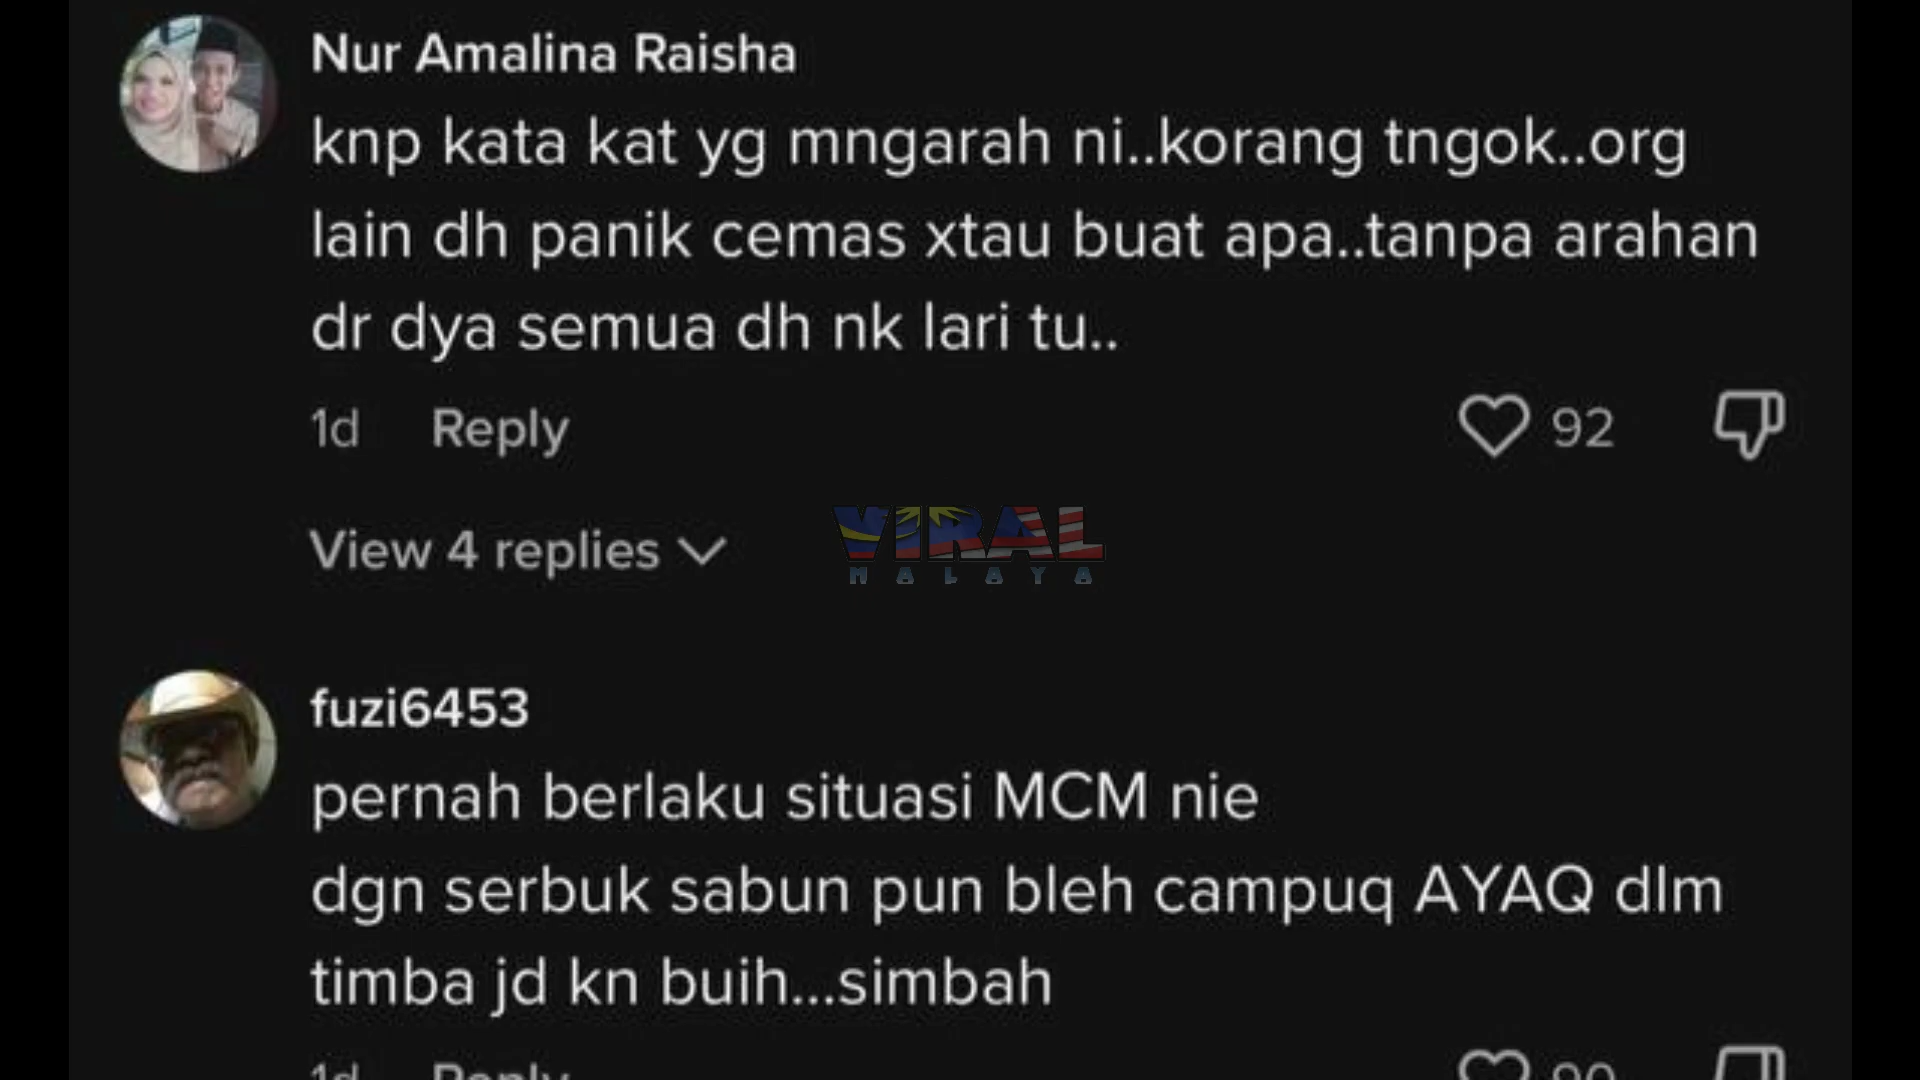 Nur Amalina Raisha
knp kata kat yg mngarah ni..korang tngok..org
lain dh panik cemas xtau buat apa..tanpa arahan
dr dya semua dh nk lari tu..
1d Reply 92
View 4 replies
VIRAL
MALAYA
fuzi6453
pernah berlaku situasi MCM nie
dgn serbuk sabun pun bleh campuq AYAQ dlm
timba jd kn buih...simbah
1d Reply